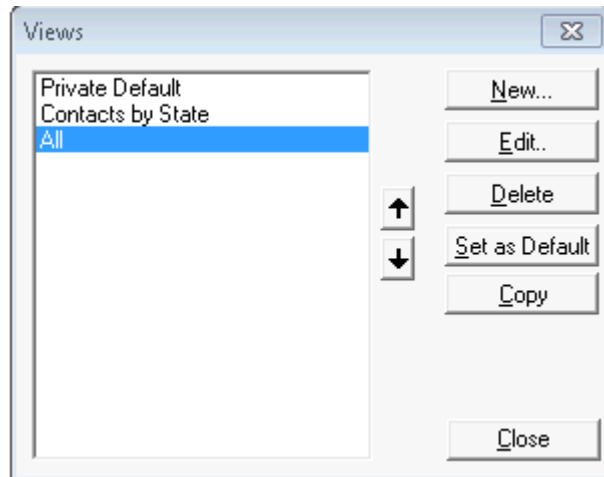 Views
Private Default
Contacts by State
All
New...
Edit..
Delete
Set as Default
Copy
Close